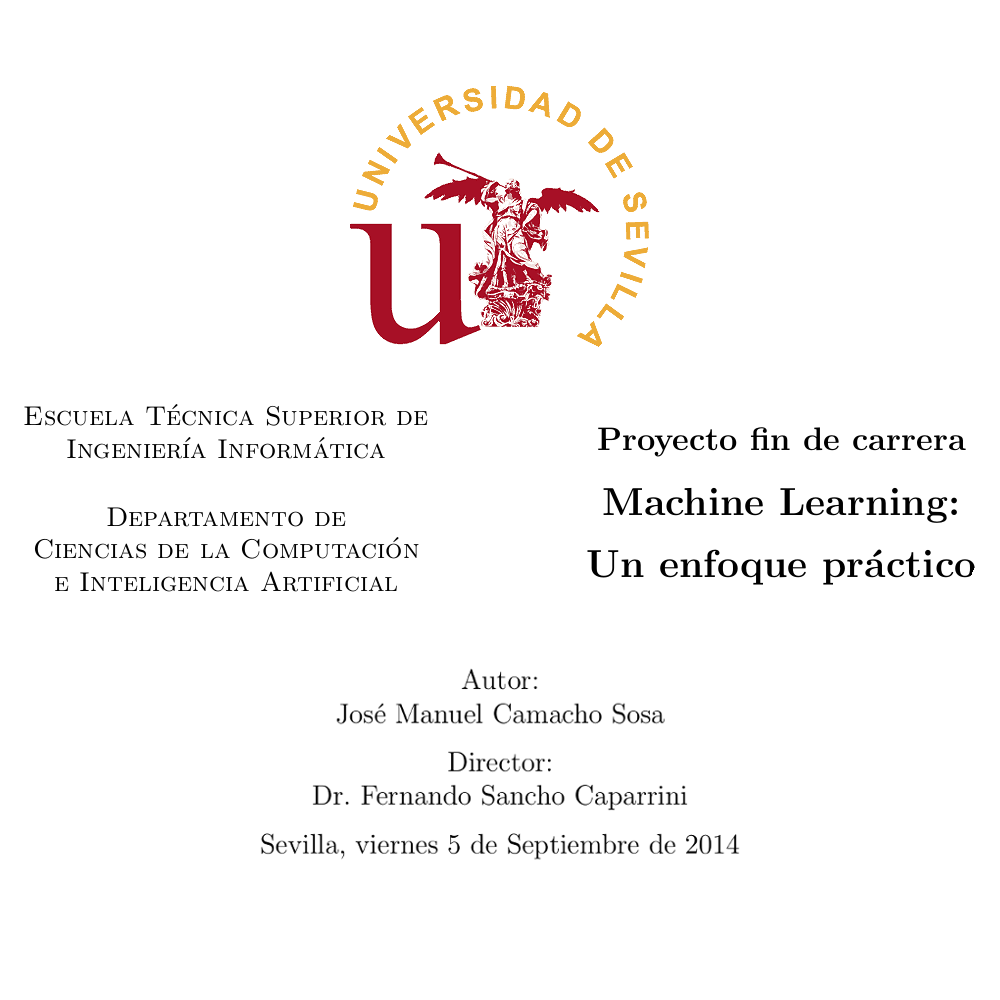 UNIVERSIDAD DE SEVILLA
u
Escuela Técnica Superior de
Ingeniería Informática
Departamento de
Ciencias de la Computación
e Inteligencia Artificial
Proyecto fin de carrera
Machine Learning:
Un enfoque práctico
Autor:
José Manuel Camacho Sosa
Director:
Dr. Fernando Sancho Caparrini
Sevilla, viernes 5 de Septiembre de 2014